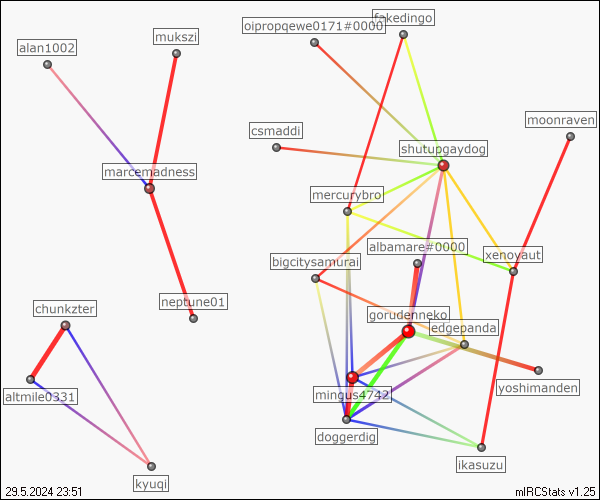 fakedingo
oipropqewe0171#0000
mukszi
alan1002
moonraven
csmaddi
shutupgaydog
marcemadness
mercurybro
albamare#0000
xenoyaut
bigcitysamurai
neptune01
chunkzter
gorudenneko
edgepanda
yoshimanden
altmile0331
mingus4742
doggerdig
ikasuzu
kyuqi
29.5.2024 23:51
mIRCStats v1.25